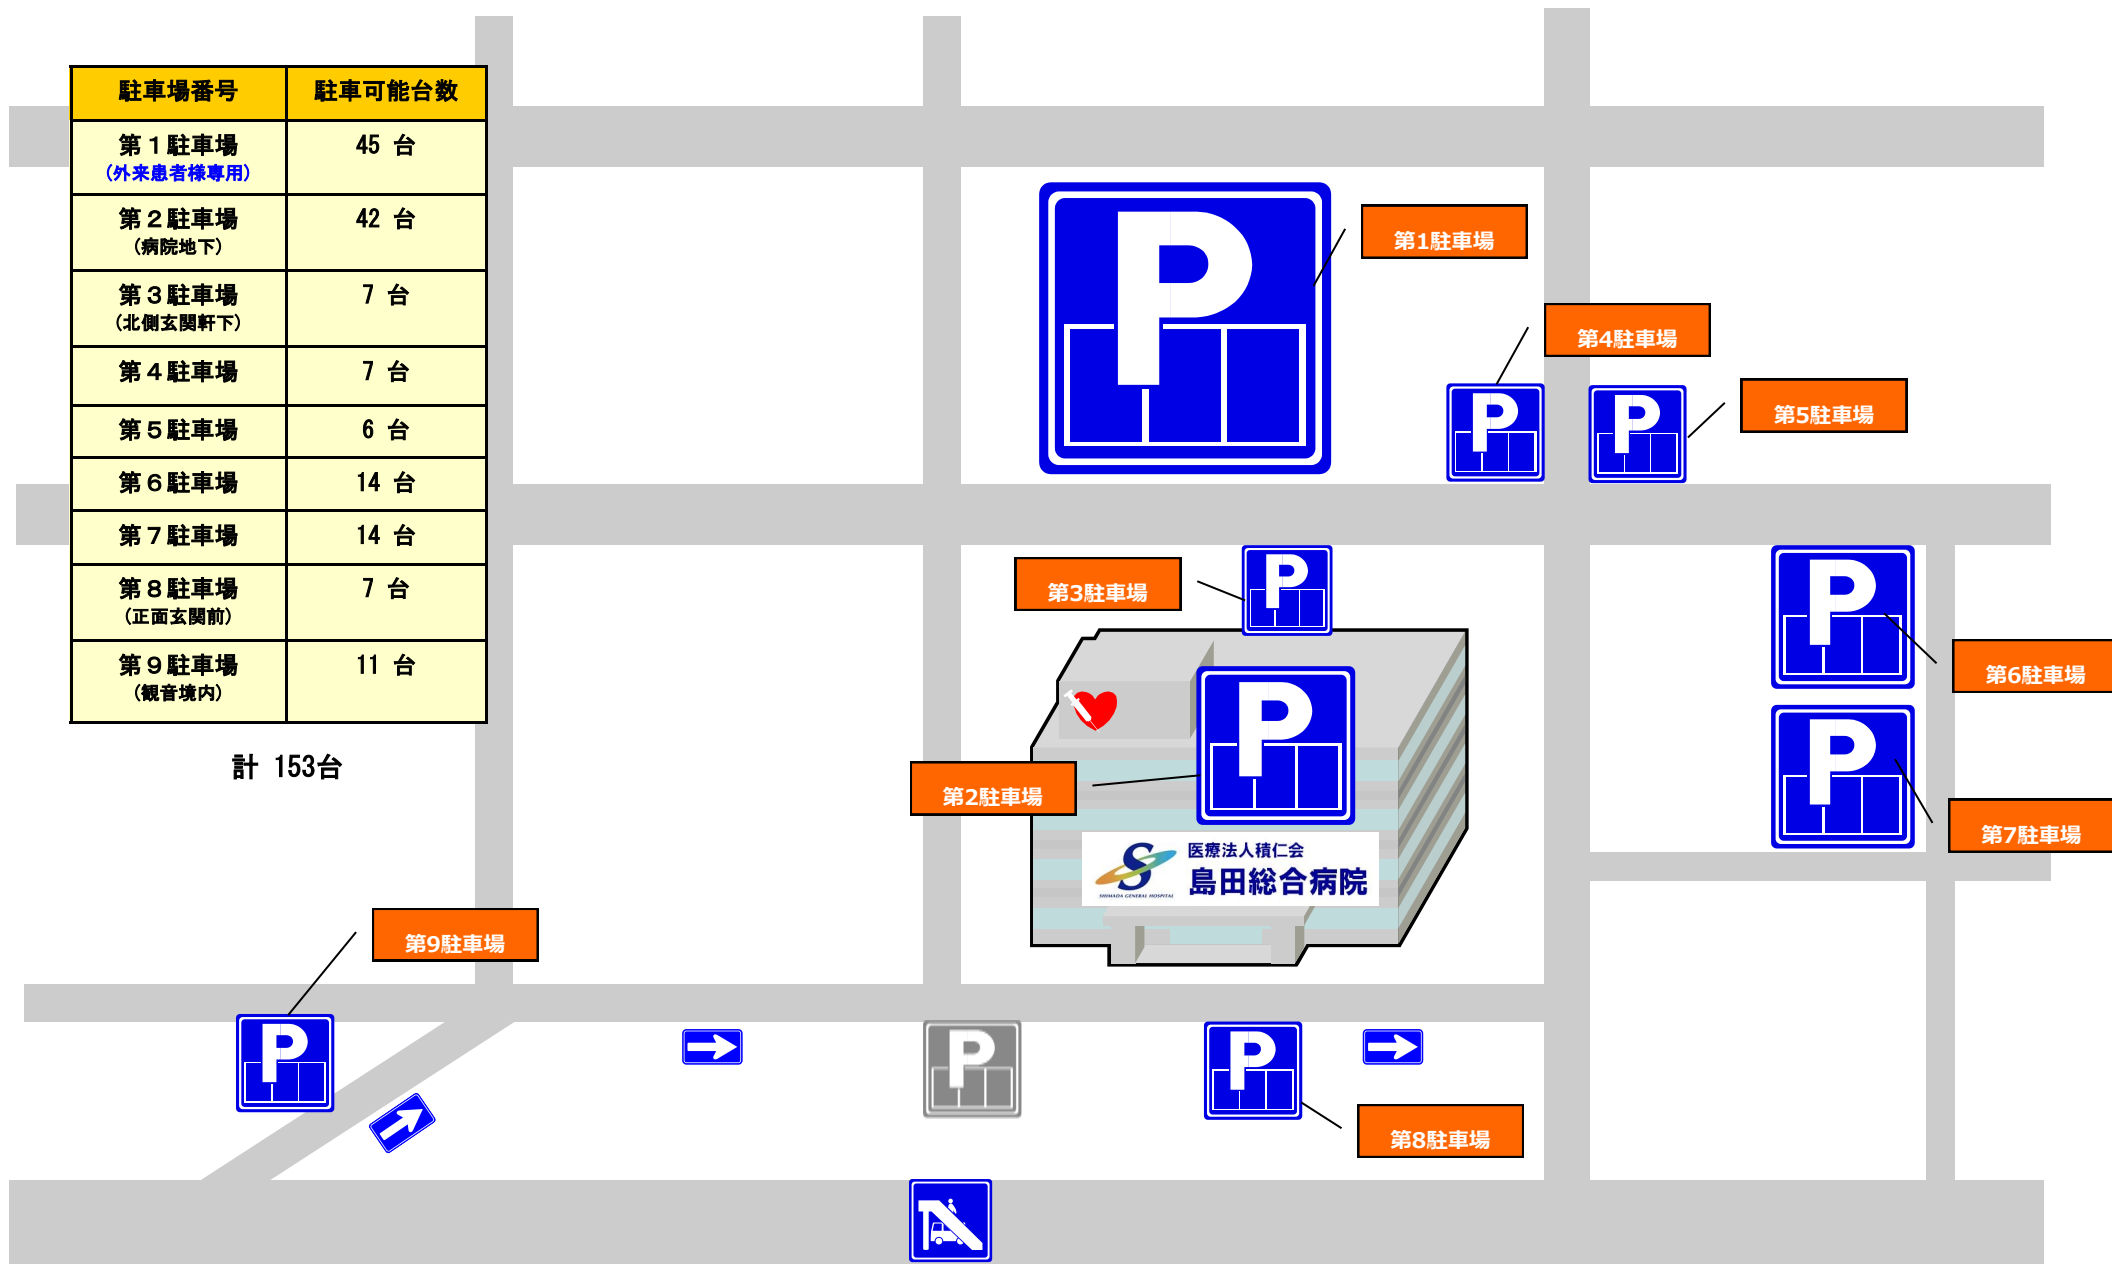 駐車場番号 駐車可能台数
第１駐車場 45 台
(外来患者様専用)
第２駐車場 42 台
(病院地下)
第３駐車場 7 台
(北側玄関軒下)
第４駐車場 7 台
第５駐車場 6 台
第６駐車場 14 台
第７駐車場 14 台
第８駐車場 7 台
(正面玄関前)
第９駐車場 11 台
(観音境内)
計 153台
P
第1駐車場
第4駐車場
P
P
第5駐車場
第3駐車場
P
P
第6駐車場
P
第2駐車場
P
第7駐車場
S
SHIMADA GENERAL HOSPITAL
医療法人積仁会
島田総合病院
第9駐車場
P
P
P
第8駐車場